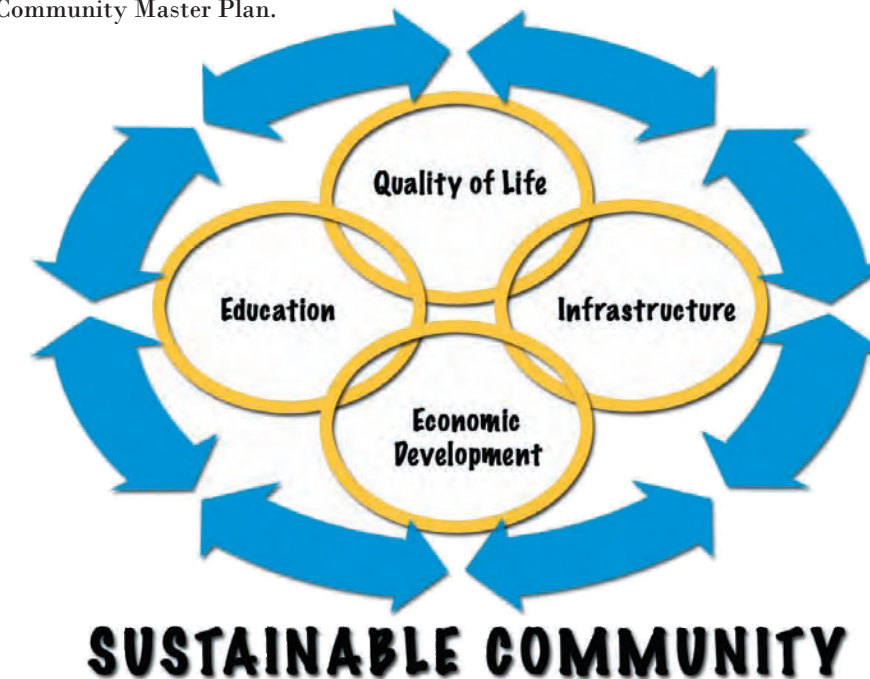 Community Master Plan.
Quality of Life
Education
Infrastructure
Economic
Development
SUSTAINABLE COMMUNITY